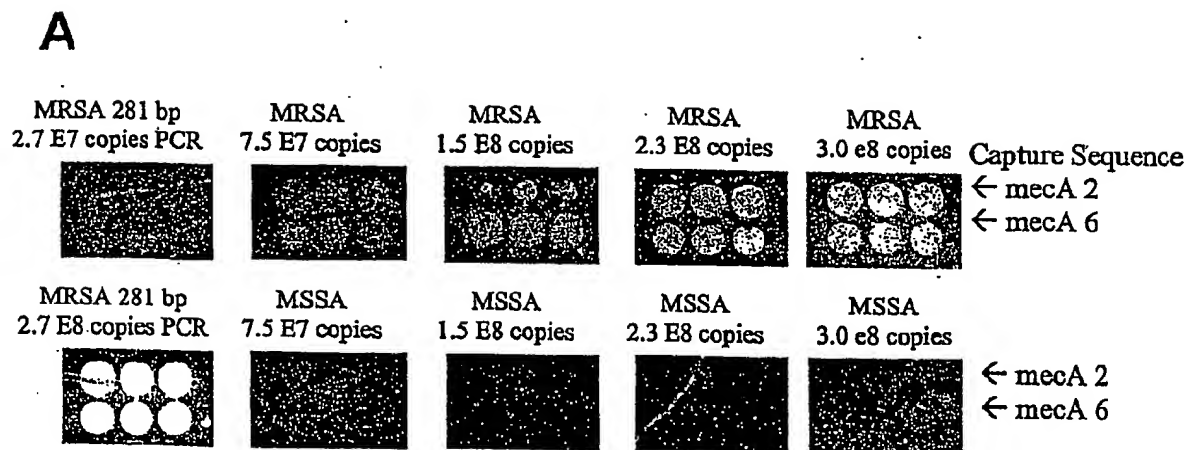 A
MRSA 281 bp
2.7 E7 copies PCR
MRSA
7.5 E7 copies
MRSA
1.5 E8 copies
MRSA
2.3 E8 copies
MRSA
3.0 e8 copies
Capture Sequence
← mecA 2
← mecA 6
MRSA 281 bp
2.7 E8 copies PCR
MSSA
7.5 E7 copies
MSSA
1.5 E8 copies
MSSA
2.3 E8 copies
MSSA
3.0 e8 copies
← mecA 2
← mecA 6